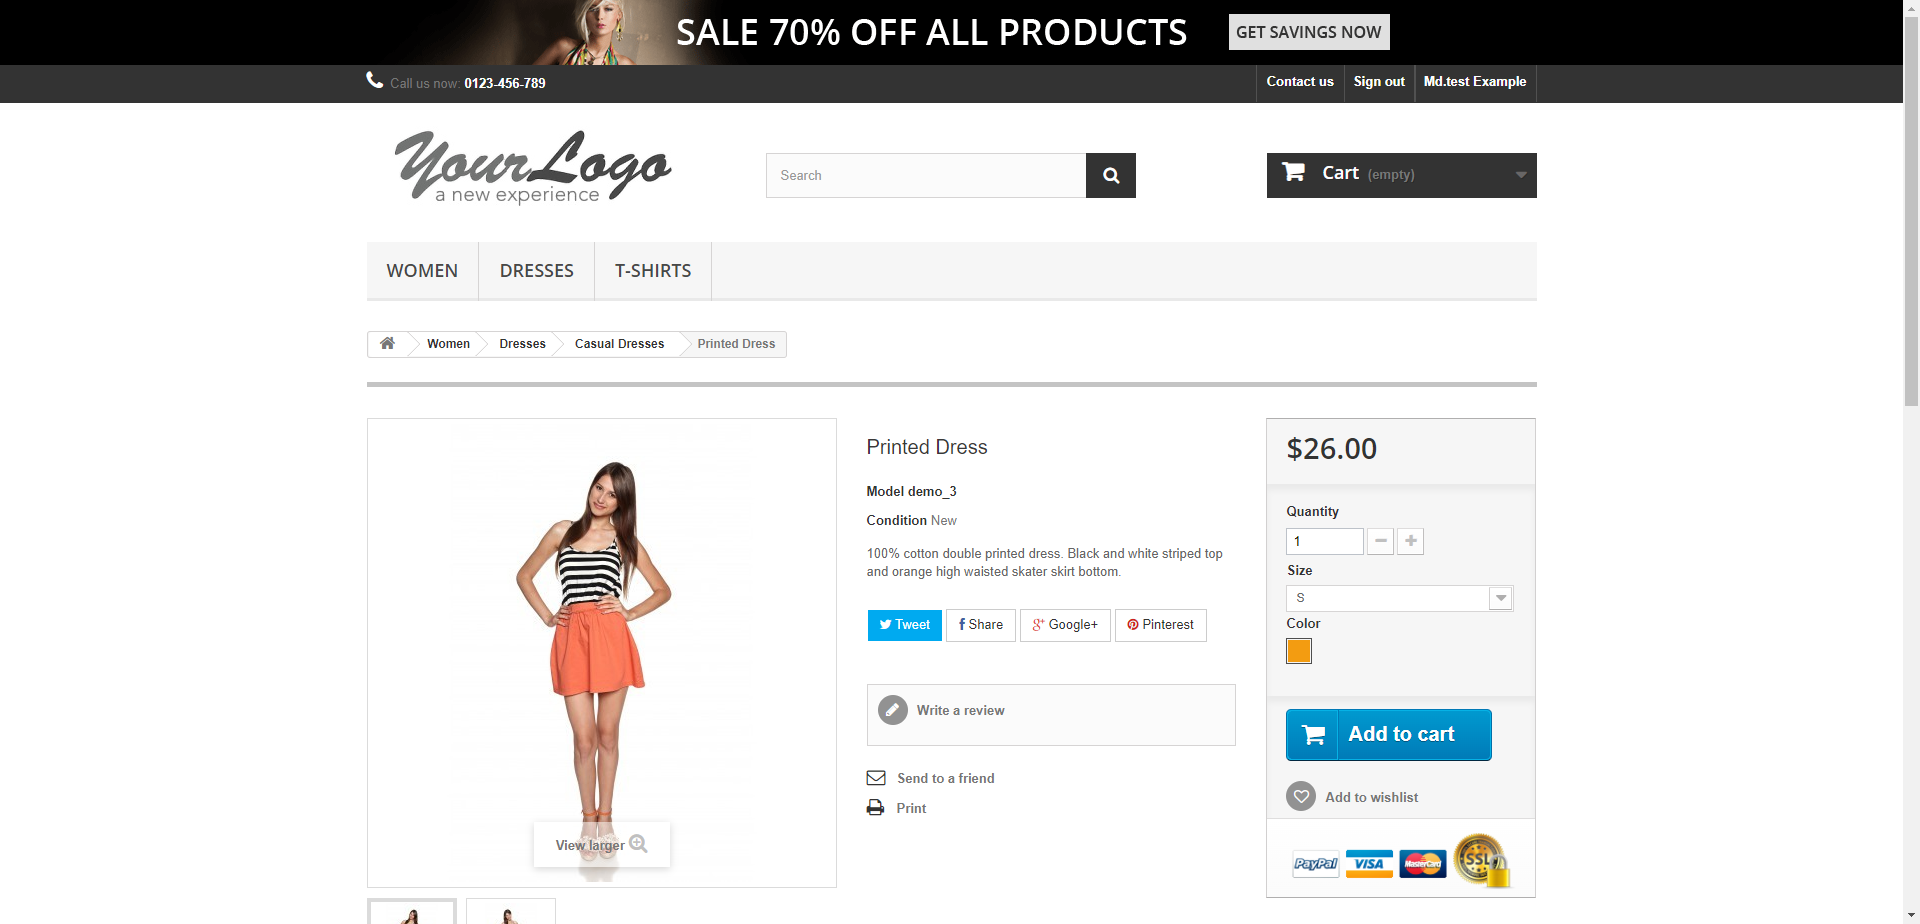 SALE 70% OFF ALL PRODUCTS
GET SAVINGS NOW
Call us now: 0123-456-789
Contact us
Sign out
Md.test Example
YourLogo
a new experience
Search
Cart (empty)
WOMEN
DRESSES
T-SHIRTS
Women
Dresses
Casual Dresses
Printed Dress
Printed Dress
Model demo_3
Condition New
100% cotton double printed dress. Black and white striped top
and orange high waisted skater skirt bottom.
Tweet
Share
Google+
Pinterest
Write a review
Send to a friend
Print
View larger
$26.00
Quantity
1
Size
S
Color
Add to cart
Add to wishlist
PayPal
VISA
MasterCard
SSL